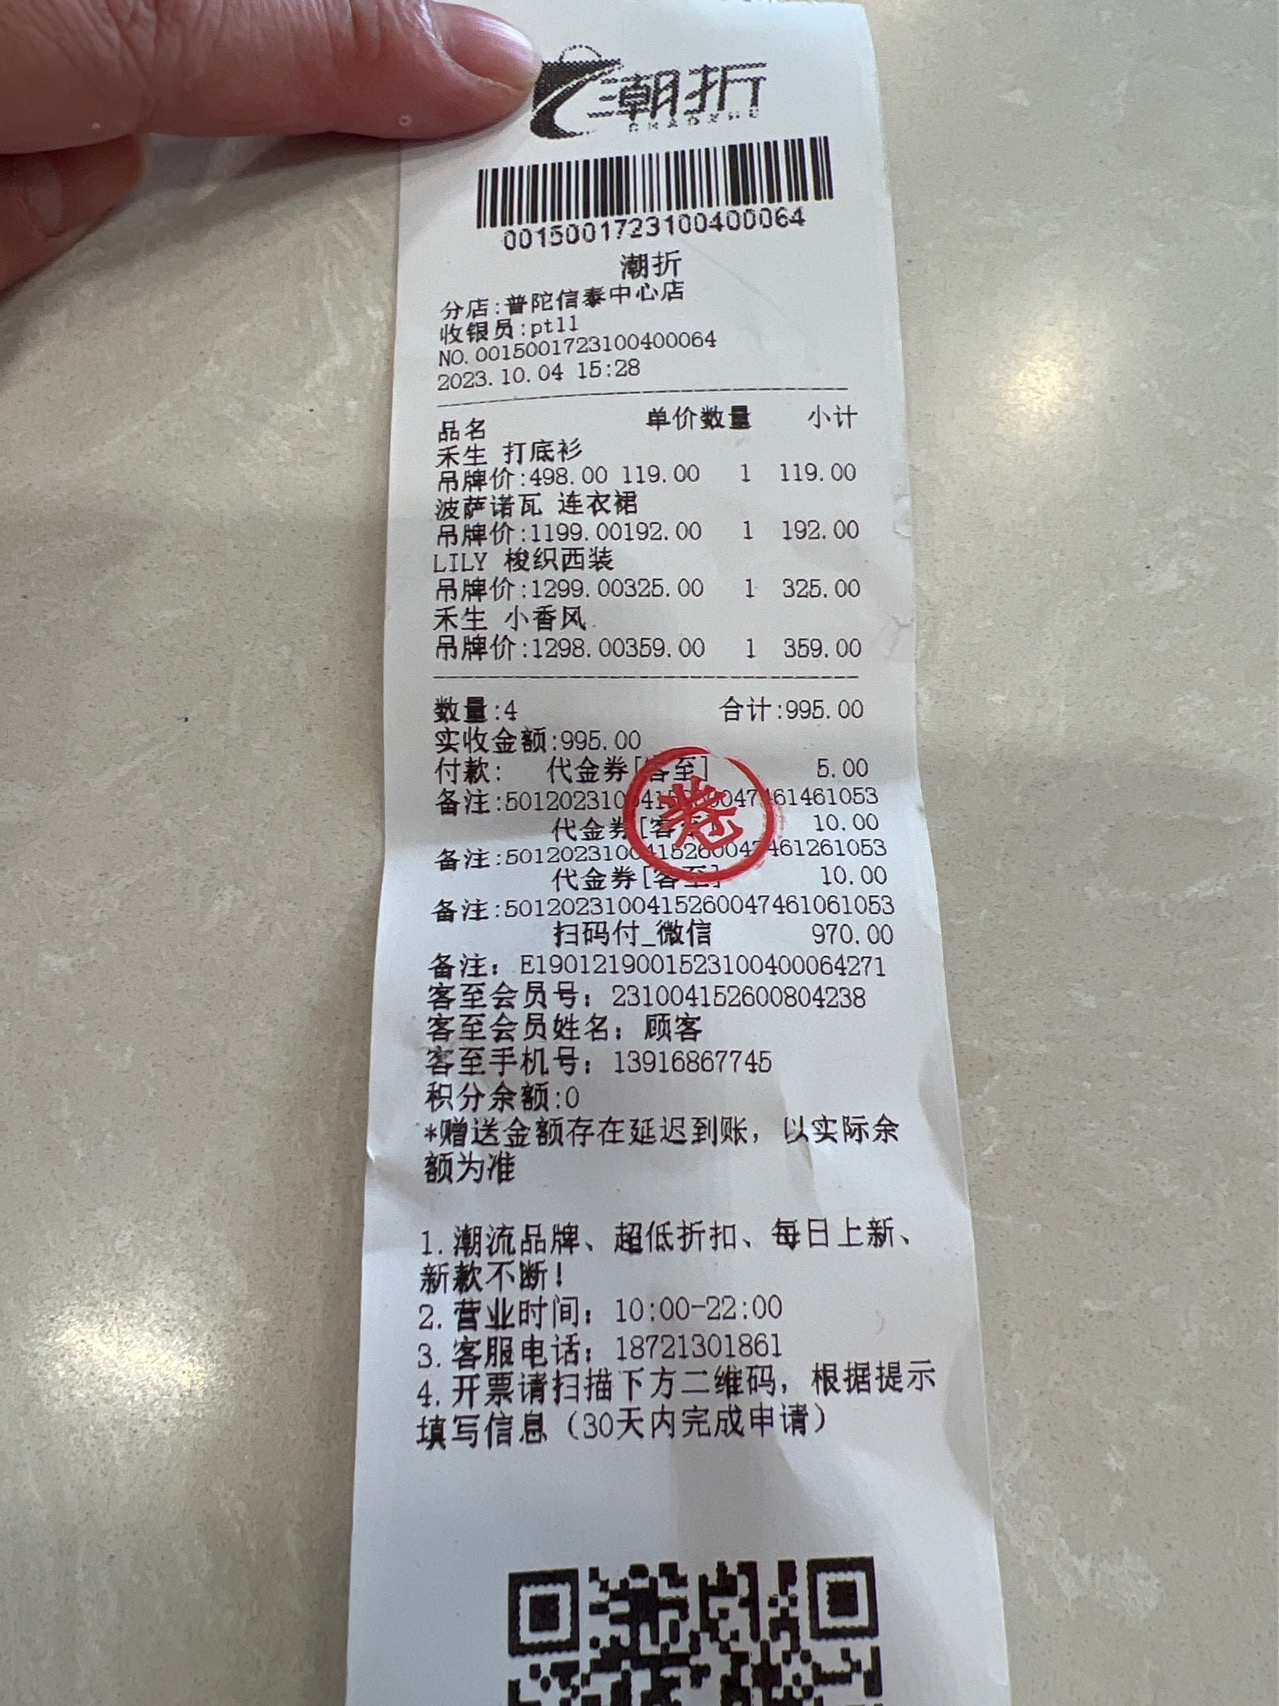 潮折
CHAOZHE
0015001723100400064
潮折
分店:普陀信泰中心店
收银员:pt11
NO.0015001723100400064
2023.10.04 15:28
品名 单价数量 小计
禾生 打底衫
吊牌价:498.00 119.00 1 119.00
波萨诺瓦 连衣裙
吊牌价:1199.00192.00 1 192.00
LILY 梭织西装
吊牌价:1299.00325.00 1 325.00
禾生 小香风
吊牌价:1298.00359.00 1 359.00
数量:4 合计:995.00
实收金额:995.00
付款: 代金券[客至] 5.00
备注:5012023100415260047461461053
代金券[客至] 10.00
备注:5012023100415260047461261053
代金券[客至] 10.00
备注:5012023100415260047461061053
扫码付_微信 970.00
备注: E1901219001523100400064271
客至会员号: 231004152600804238
客至会员姓名: 顾客
客至手机号: 13916867745
积分余额:0
*赠送金额存在延迟到账, 以实际余
额为准
1.潮流品牌、超低折扣、每日上新、
新款不断!
2.营业时间: 10:00-22:00
3.客服电话: 18721301861
4.开票请扫描下方二维码, 根据提示
填写信息(30天内完成申请)